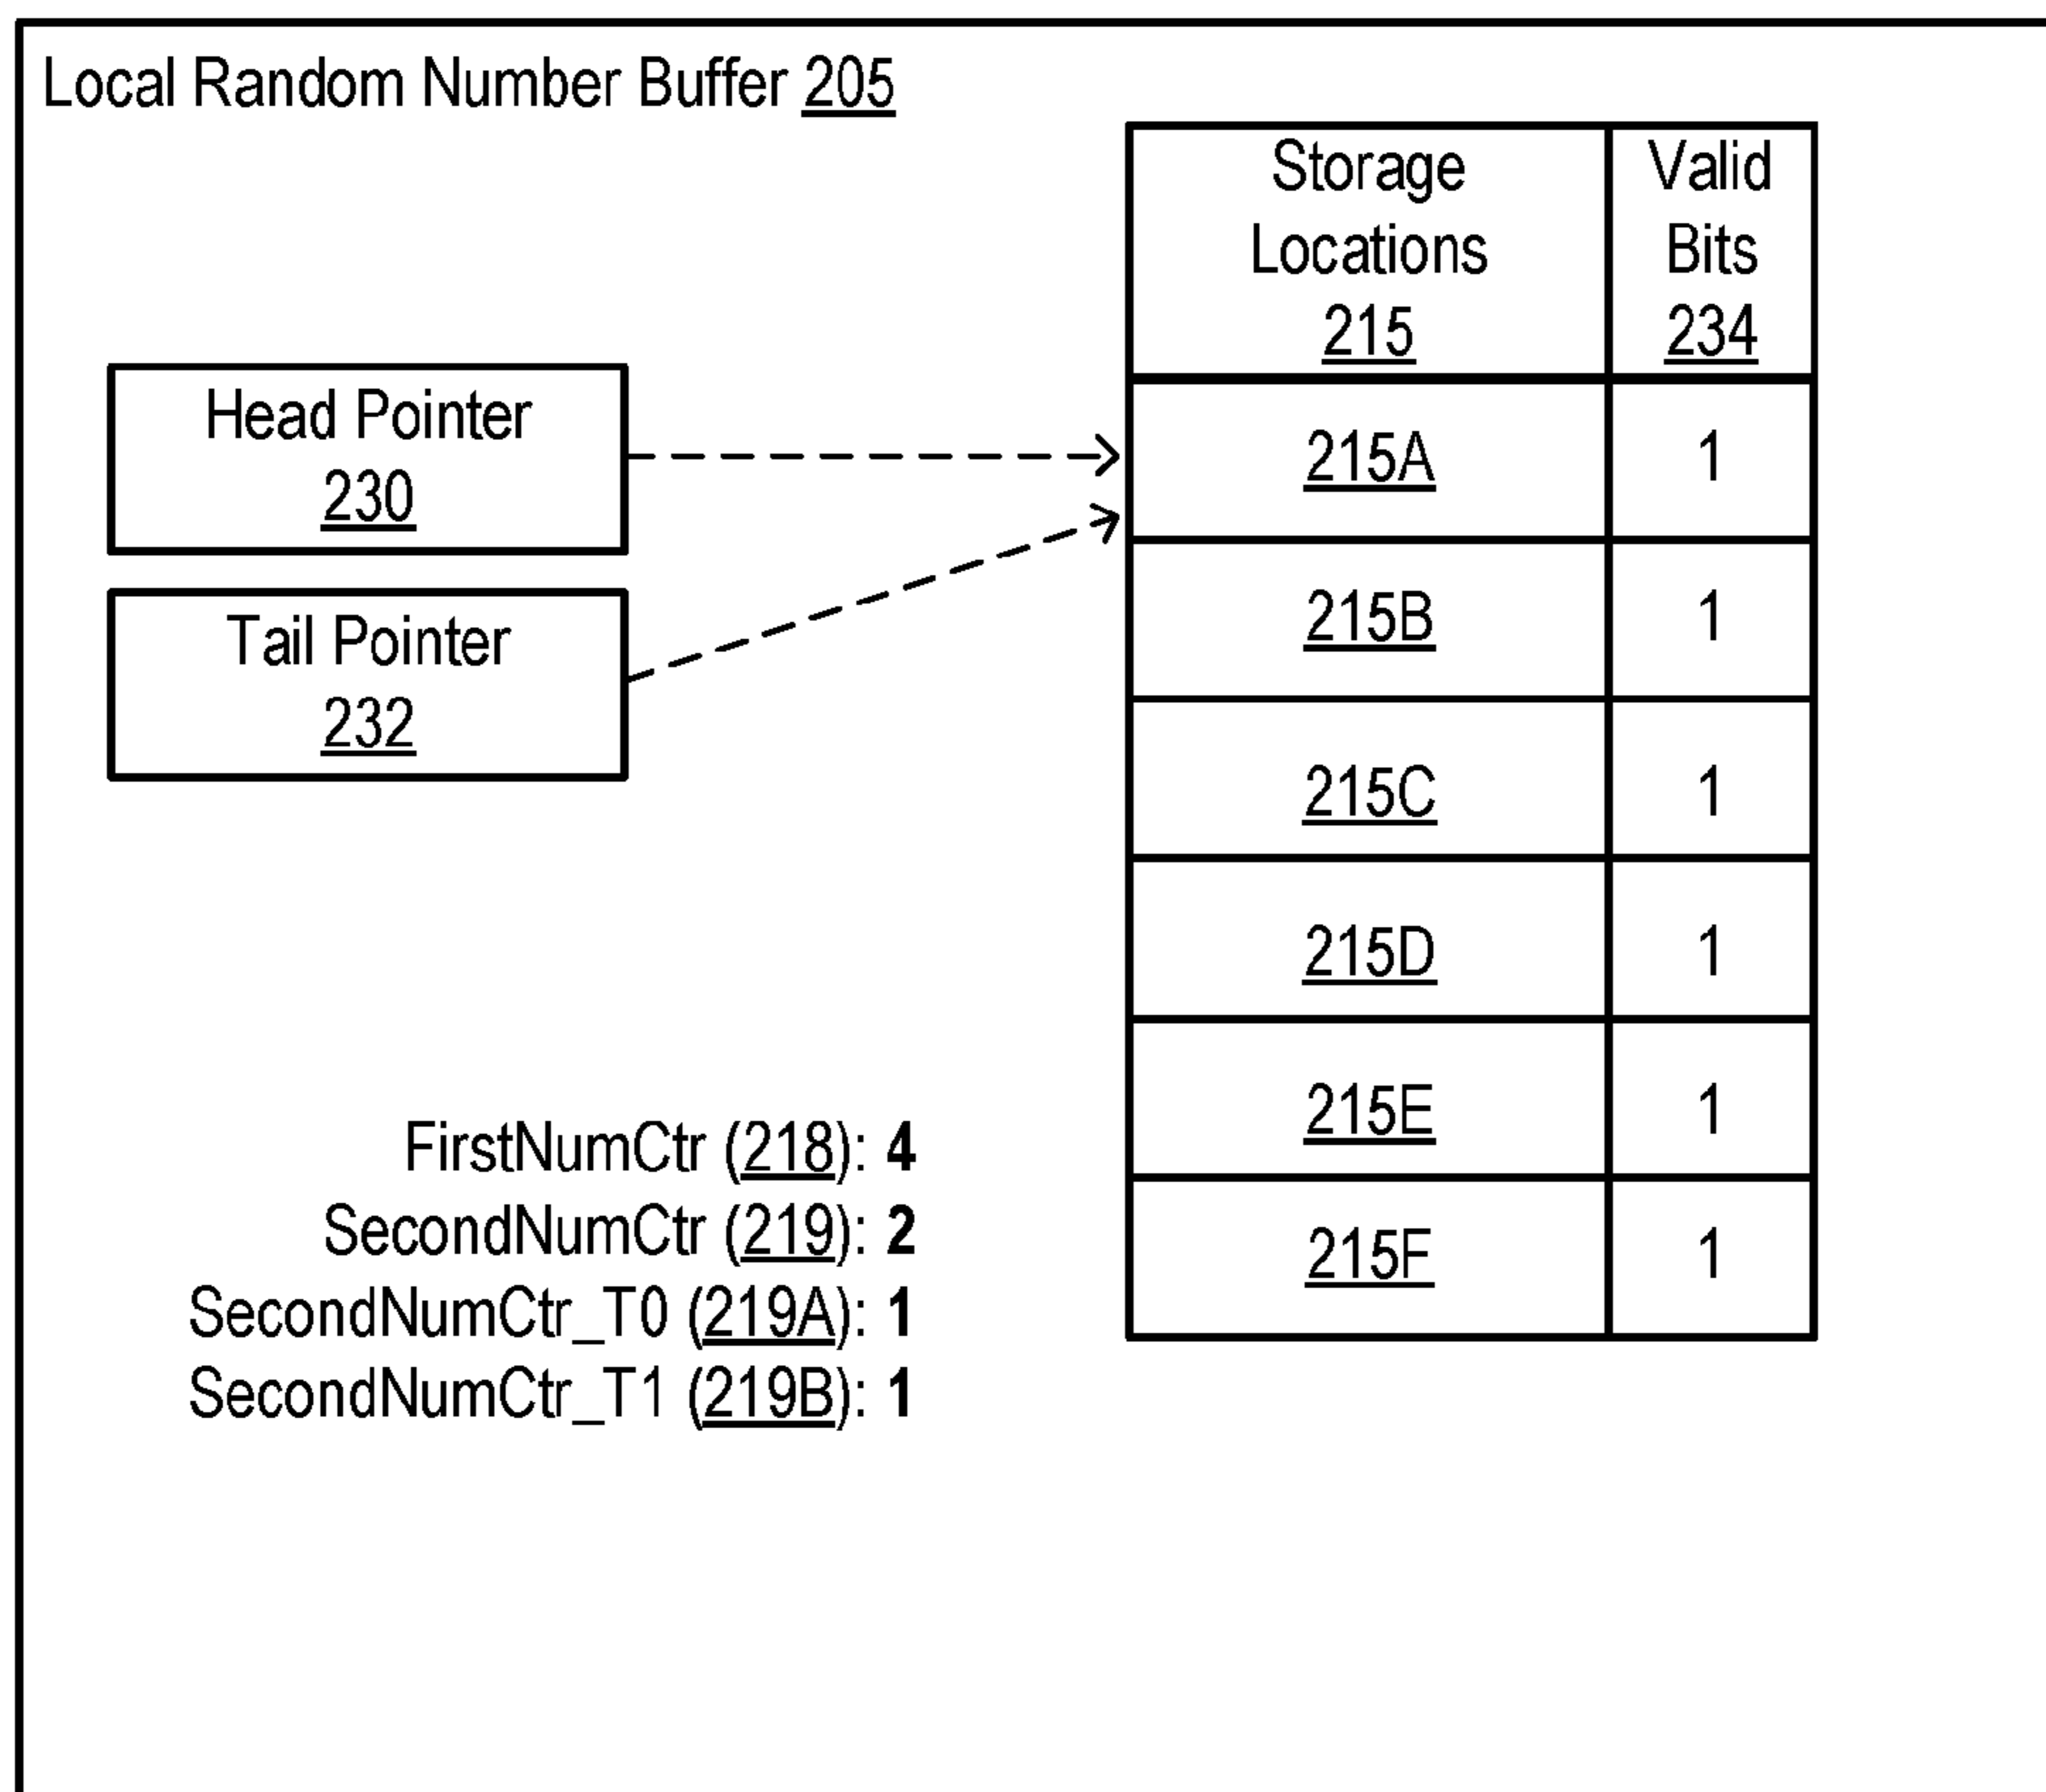 Local Random Number Buffer 205
Storage Locations 215
Valid Bits 234
Head Pointer
230
Tail Pointer
232
215A 1
215B 1
215C 1
215D 1
215E 1
215F 1
FirstNumCtr (218): 4
SecondNumCtr (219): 2
SecondNumCtr_T0 (219A): 1
SecondNumCtr_T1 (219B): 1